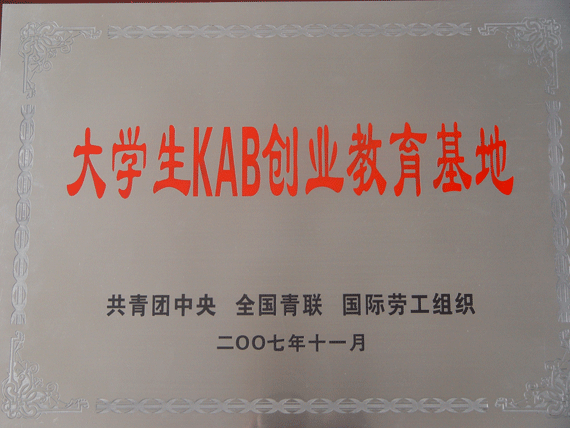 大学生KAB创业教育基地
共青团中央 全国青联 国际劳工组织
二OO七年十一月